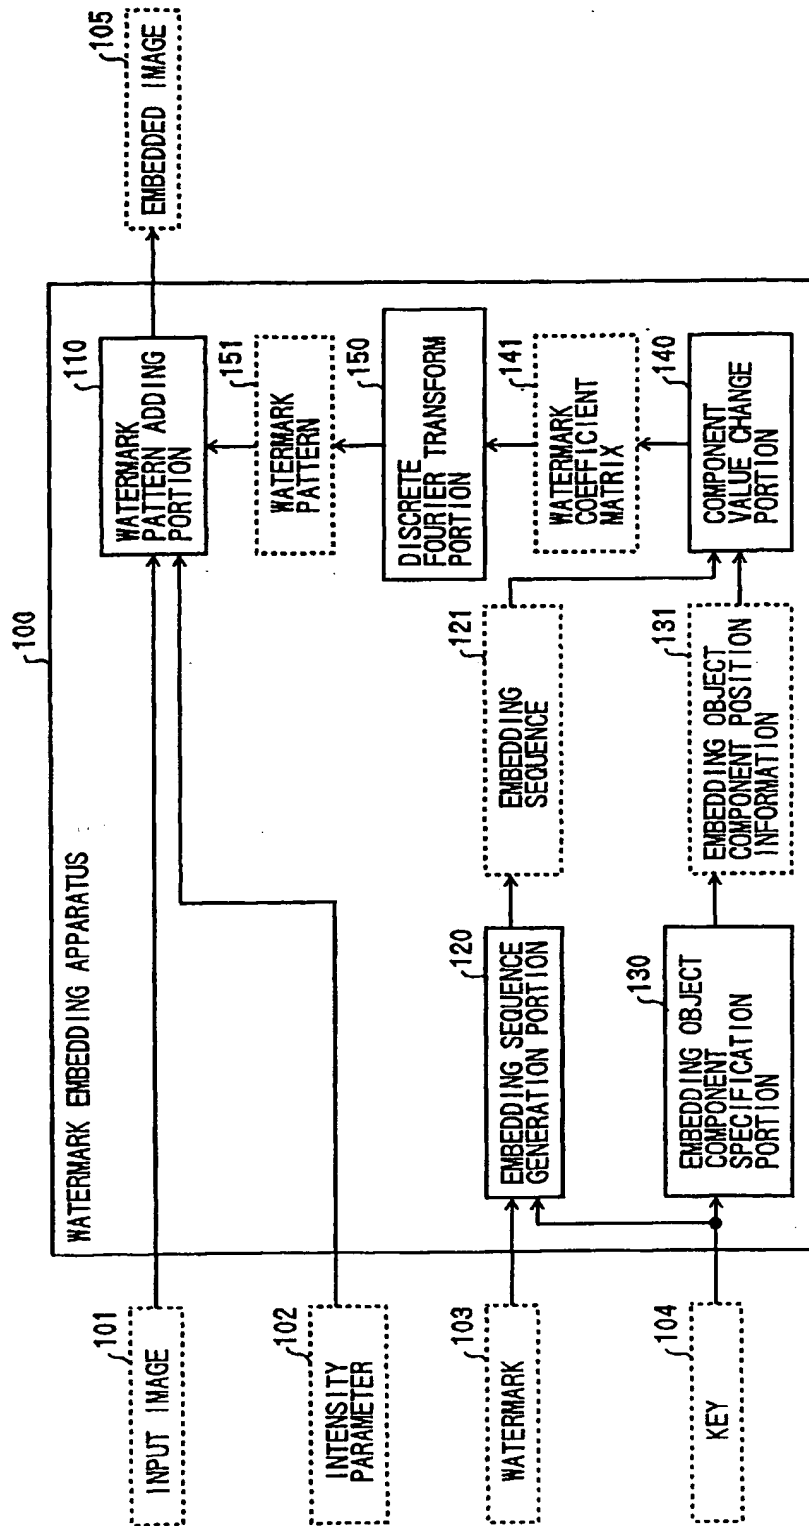 100
WATERMARK EMBEDDING APPARATUS
101
INPUT IMAGE
102
INTENSITY
PARAMETER
103
WATERMARK
104
KEY
110
WATERMARK
PATTERN ADDING
PORTION
105
EMBEDDED IMAGE
151
WATERMARK
PATTERN
150
DISCRETE
FOURIER TRANSFORM
PORTION
141
WATERMARK
COEFFICIENT
MATRIX
120
EMBEDDING SEQUENCE
GENERATION PORTION
121
EMBEDDING
SEQUENCE
130
EMBEDDING OBJECT
COMPONENT
SPECIFICATION
PORTION
131
EMBEDDING OBJECT
COMPONENT POSITION
INFORMATION
140
COMPONENT
VALUE CHANGE
PORTION